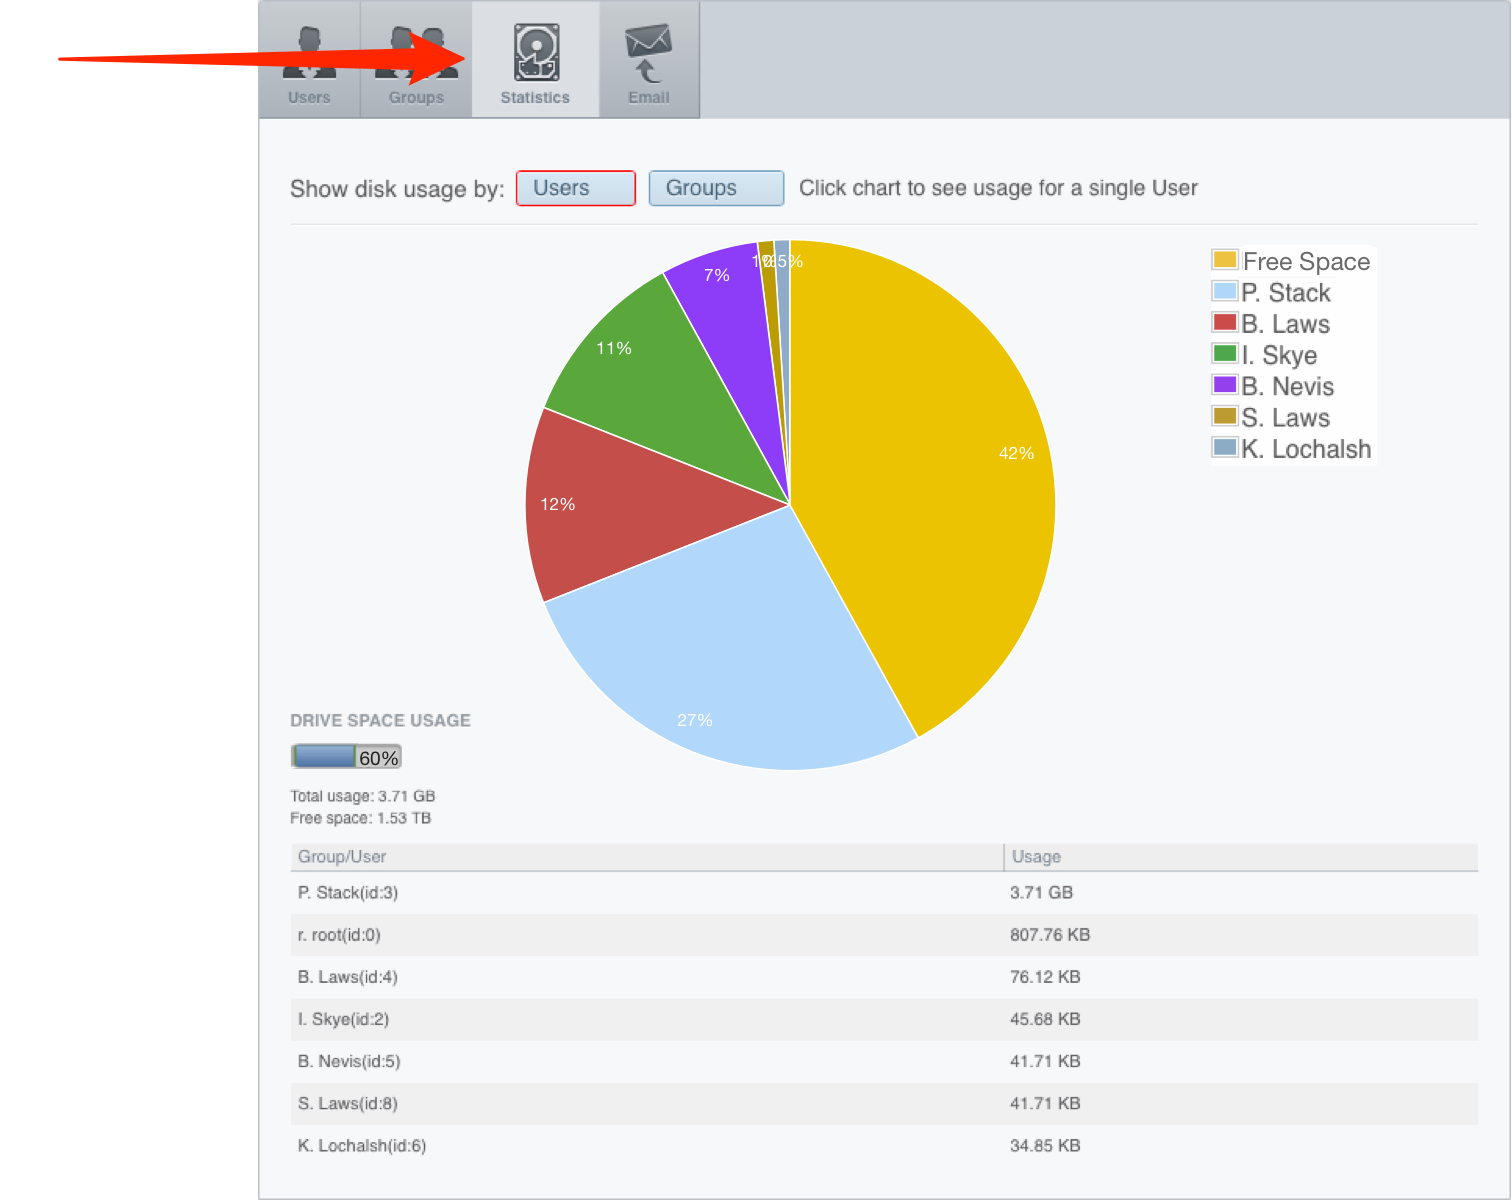 Users Groups Statistics Email
Show disk usage by: Users Groups Click chart to see usage for a single User
Free Space
P. Stack
B. Laws
I. Skye
B. Nevis
S. Laws
K. Lochalsh
7%
11%
42%
12%
27%
DRIVE SPACE USAGE
60%
Total usage: 3.71 GB
Free space: 1.53 TB
Group/User Usage
P. Stack(id:3) 3.71 GB
r. root(id:0) 807.76 KB
B. Laws(id:4) 76.12 KB
I. Skye(id:2) 45.68 KB
B. Nevis(id:5) 41.71 KB
S. Laws(id:8) 41.71 KB
K. Lochalsh(id:6) 34.85 KB